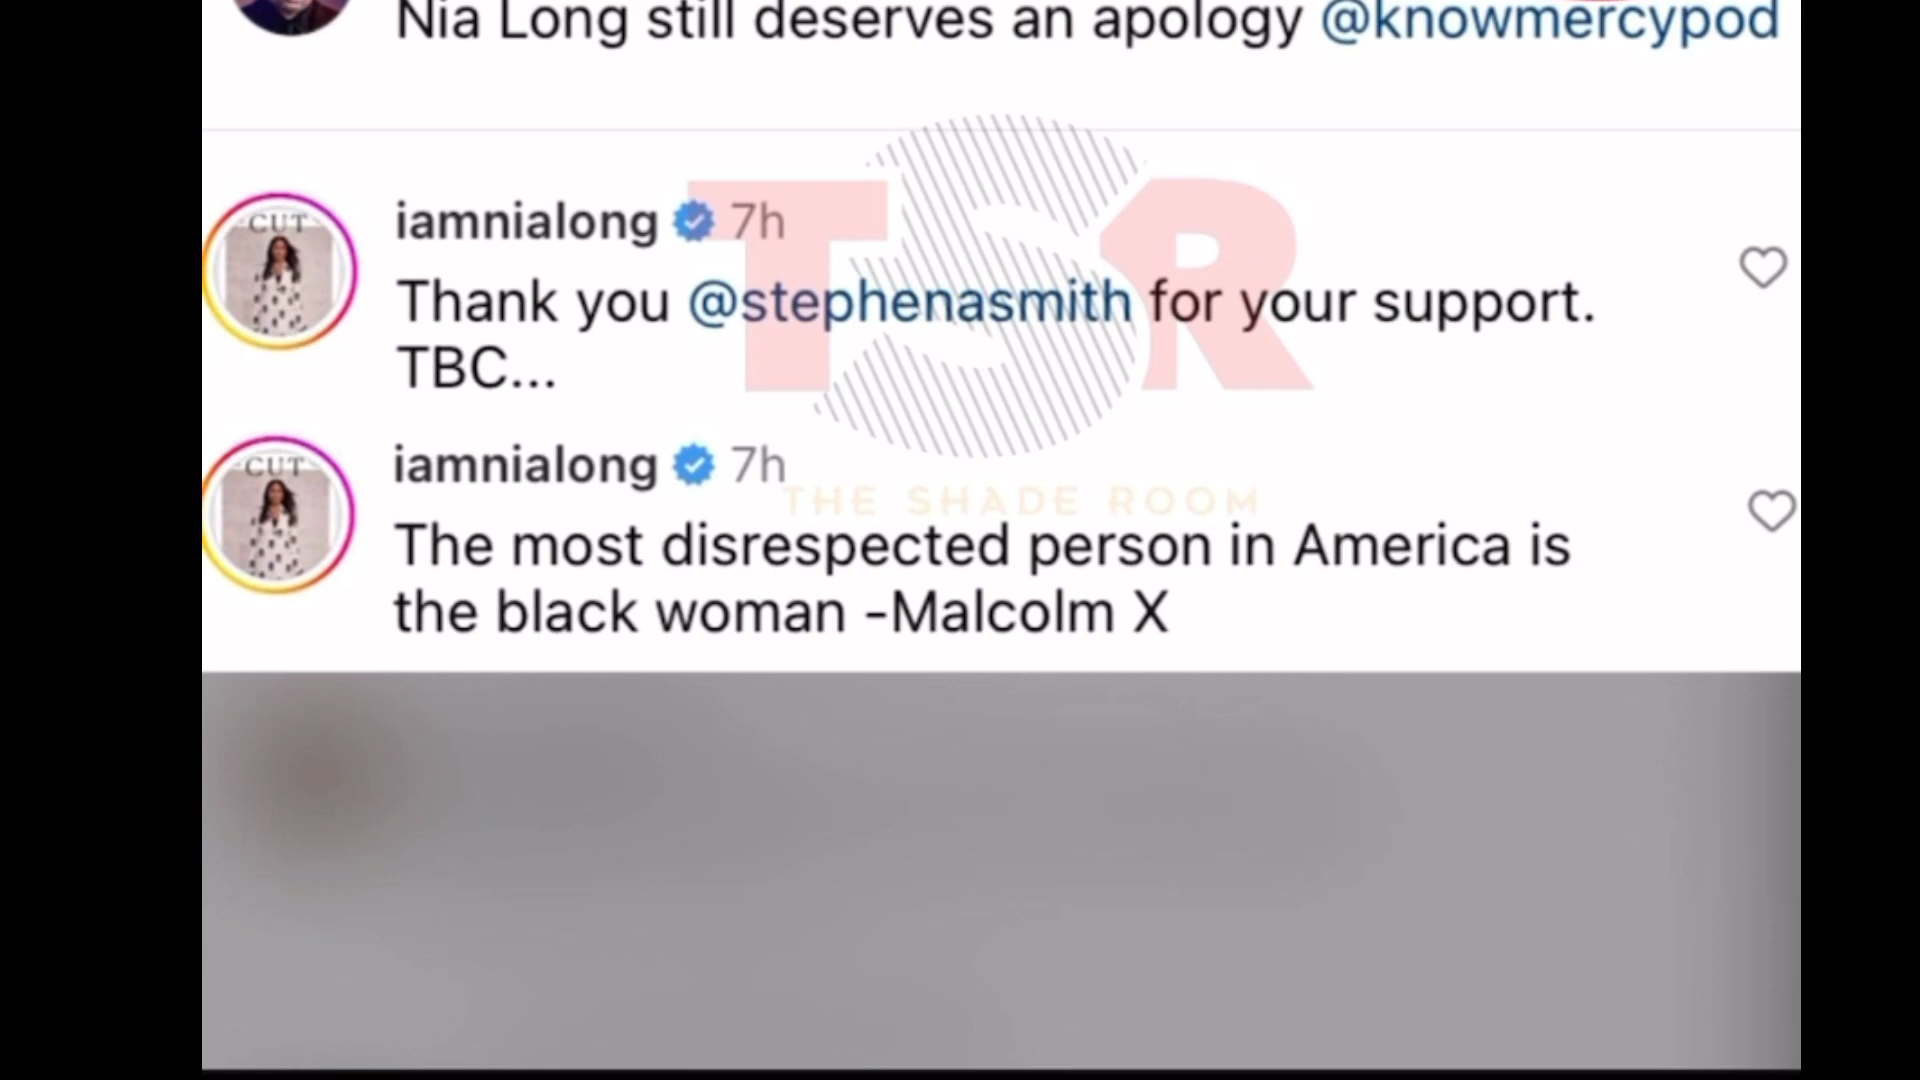 Nia Long still deserves an apology @knowmercypod
CUT
iamnialong 7h
Thank you @stephenasmith for your support.
TBC...
TSR
CUT
iamnialong 7h
THE SHADE ROOM
The most disrespected person in America is
the black woman -Malcolm X